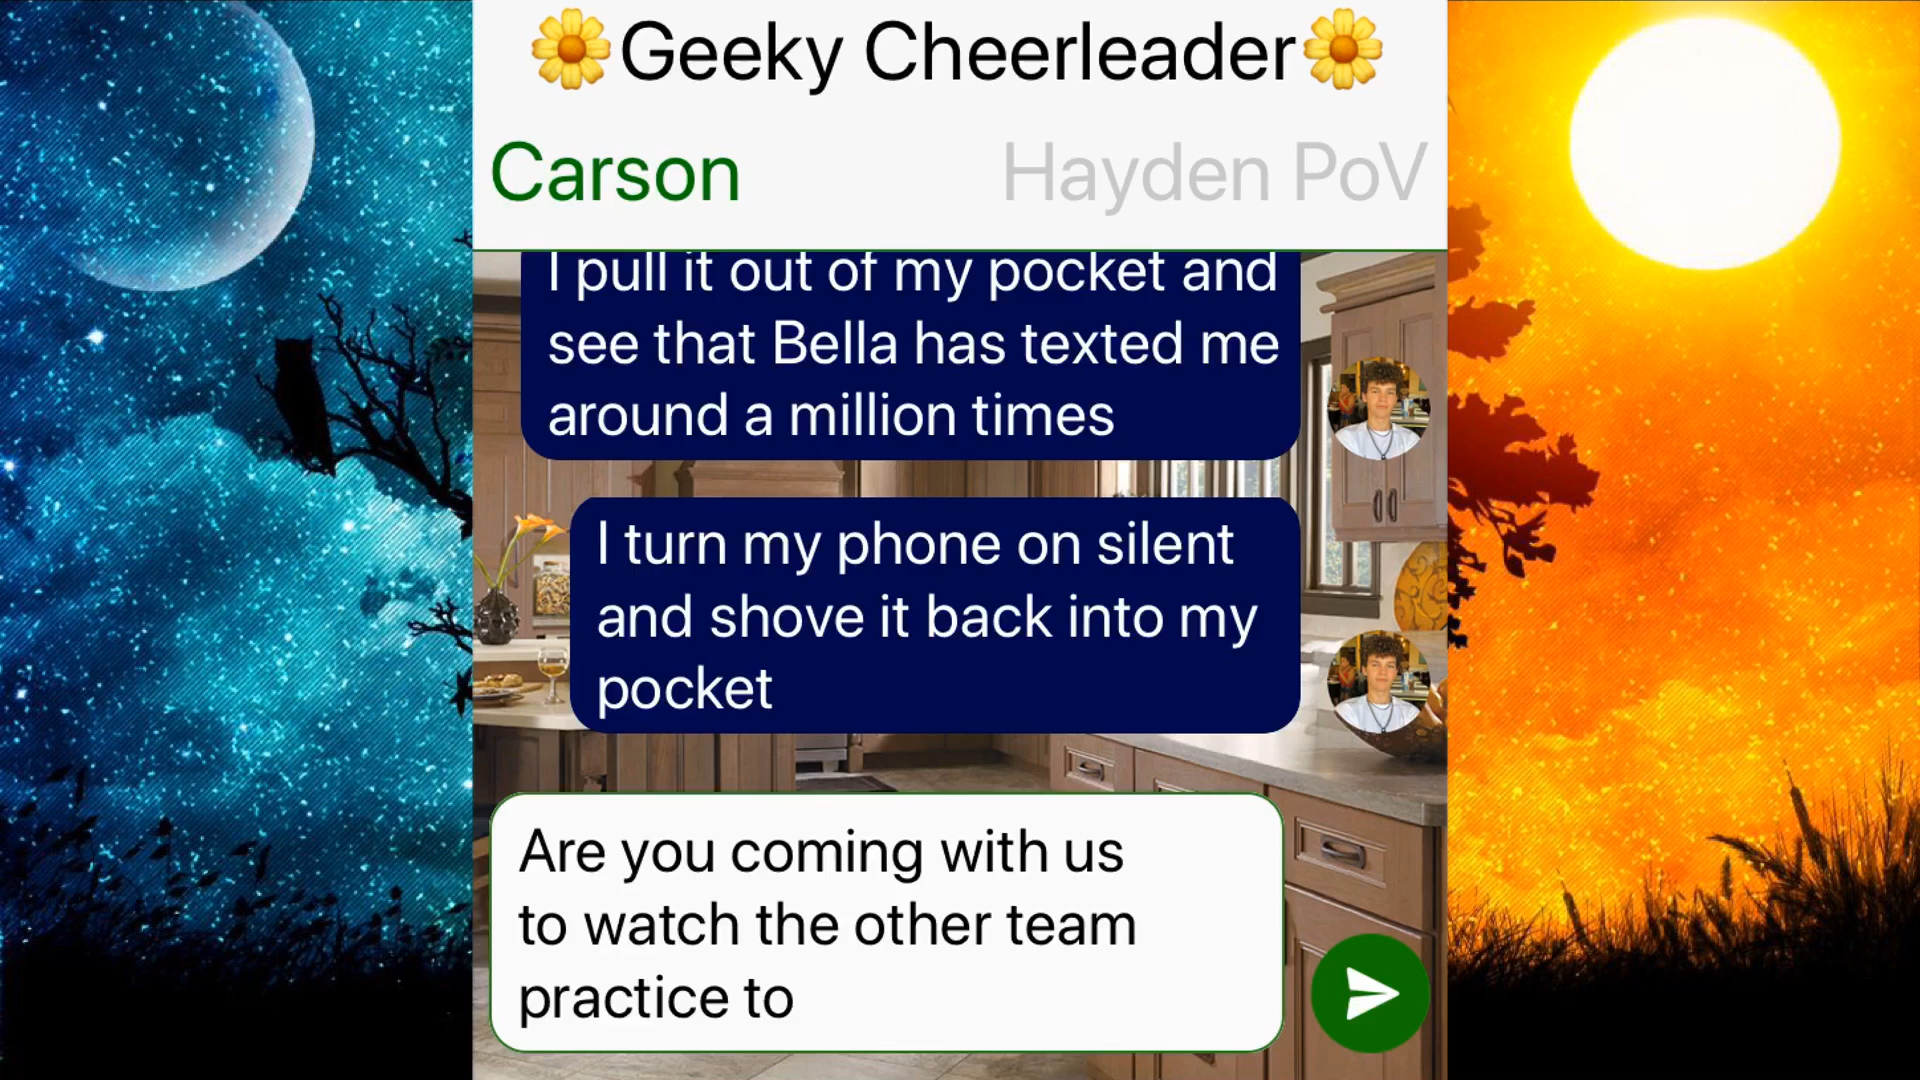 🌼Geeky Cheerleader🌼
Carson Hayden PoV
I pull it out of my pocket and
see that Bella has texted me
around a million times
I turn my phone on silent
and shove it back into my
pocket
Are you coming with us
to watch the other team
practice to